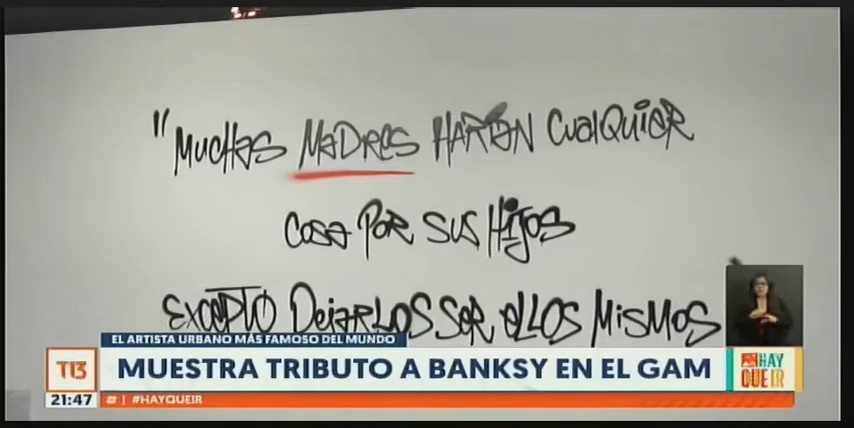 "MUCHAS MADRES HARÍAN CUALQUIER
COSA POR SUS HIJOS
EXCEPTO DEJARLOS SER ELLOS MISMOS
EL ARTISTA URBANO MÁS FAMOSO DEL MUNDO
T13
MUESTRA TRIBUTO A BANKSY EN EL GAM
HAY
QUE IR
21:47
# | #HAYQUEIR